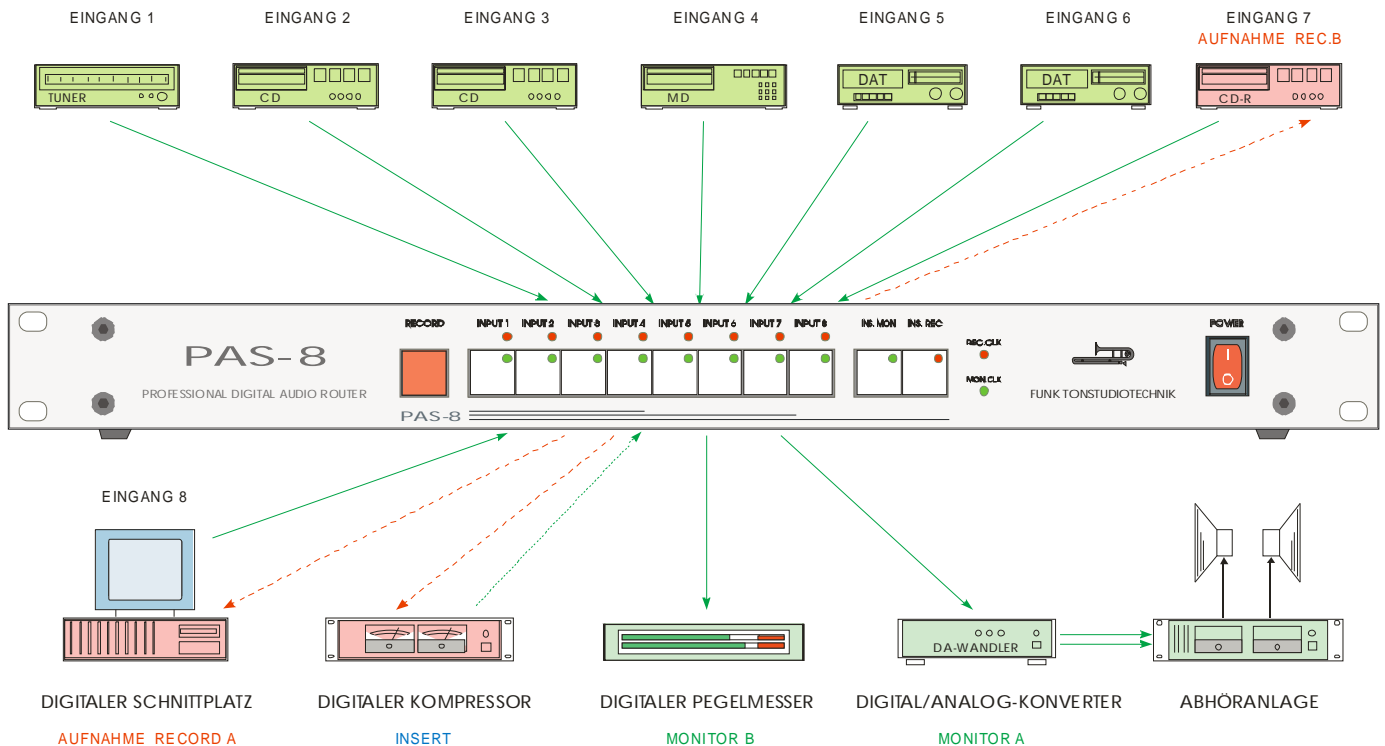 EINGANG 1
EINGANG 2
EINGANG 3
EINGANG 4
EINGANG 5
EINGANG 6
EINGANG 7
AUFNAHME REC.B
TUNER
CD
CD
MD
DAT
DAT
CD-R
RECORD
INPUT 1
INPUT 2
INPUT 3
INPUT 4
INPUT 5
INPUT 6
INPUT 7
INPUT 8
INS. MON
INS. REC
REC.CLK
MON.CLK
POWER
PAS-8
PROFESSIONAL DIGITAL AUDIO ROUTER
PAS-8
FUNK TONSTUDIOTECHNIK
EINGANG 8
DA-WANDLER
DIGITALER SCHNITTPLATZ
DIGITALER KOMPRESSOR
DIGITALER PEGELMESSER
DIGITAL/ANALOG-KONVERTER
ABHÖRANLAGE
AUFNAHME RECORD A
INSERT
MONITOR B
MONITOR A